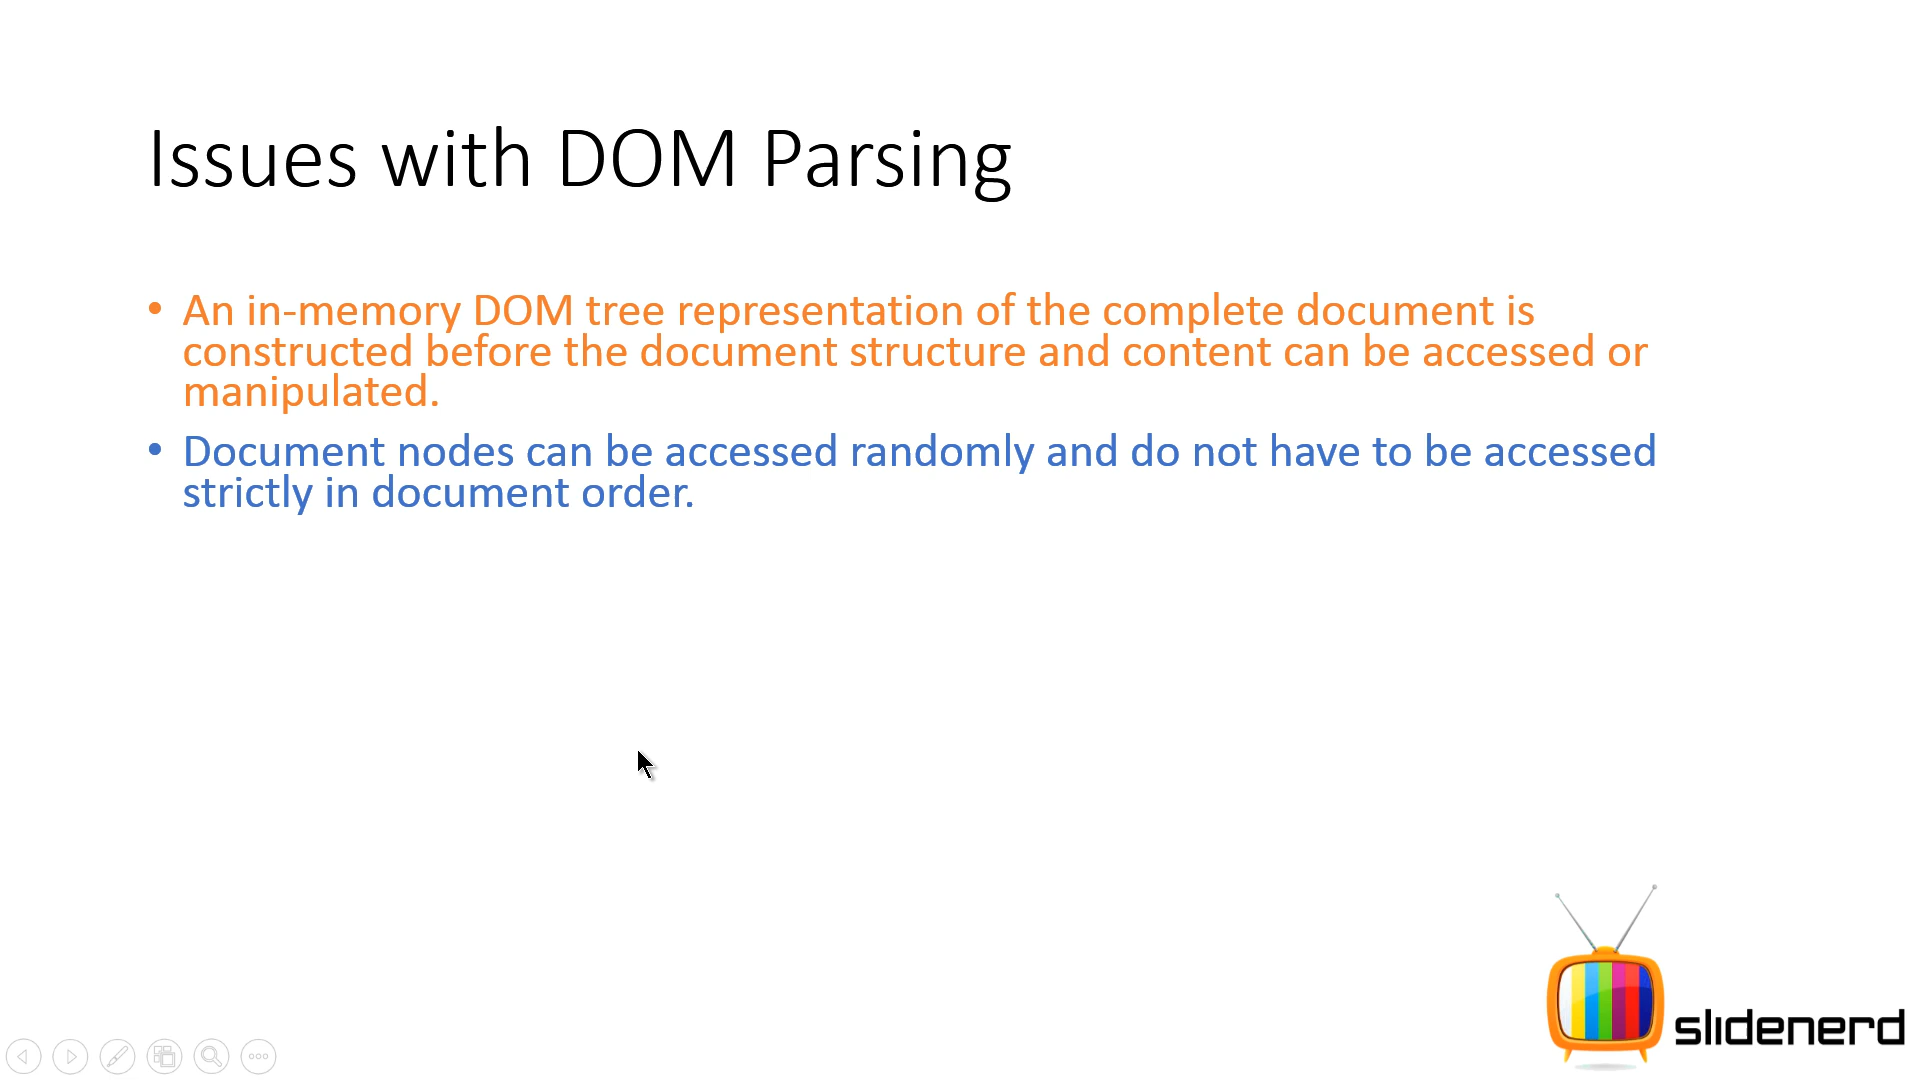 Issues with DOM Parsing
• An in-memory DOM tree representation of the complete document is
constructed before the document structure and content can be accessed or
manipulated.
• Document nodes can be accessed randomly and do not have to be accessed
strictly in document order.
slidenerd